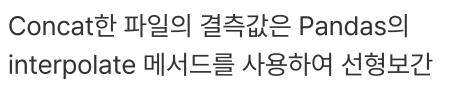 Concat한 파일의 결측값은 Pandas의
interpolate 메서드를 사용하여 선형보간